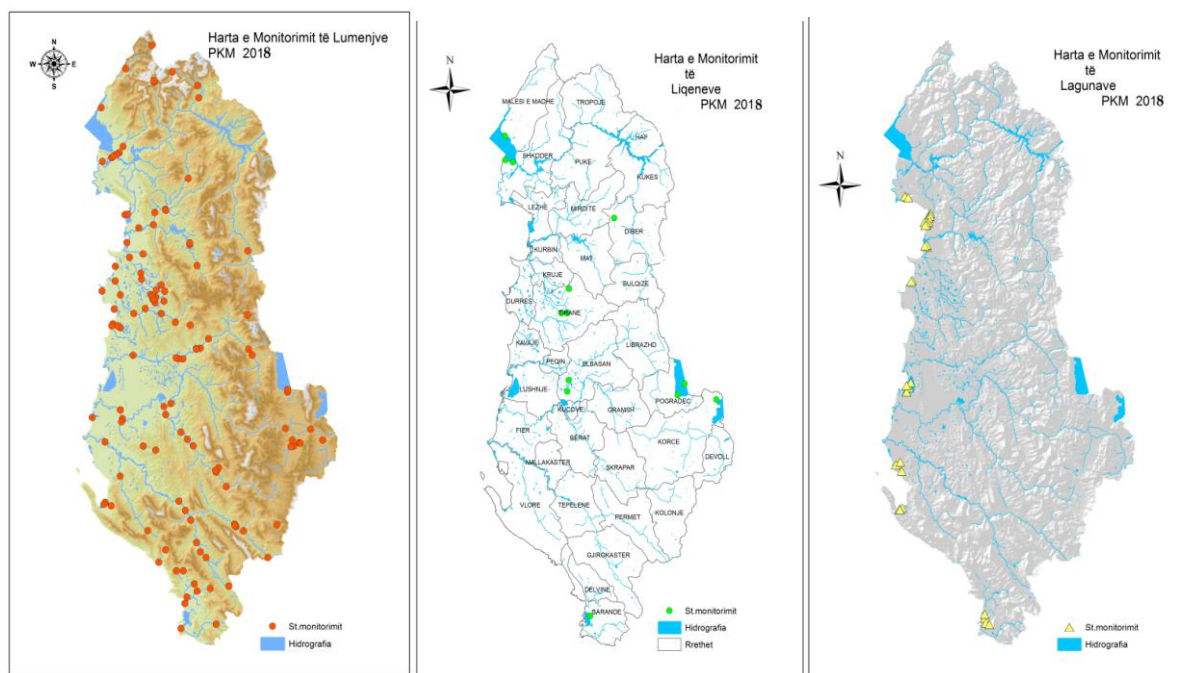 Harta e Monitorimit të Lumenjve
PKM 2018
N
W
E
S
St.monitorimit
Hidrografia
Harta e Monitorimit
të
Liqeneve
PKM 2018
N
MALESI E MADHE
TROPOJE
HAP
SHKODER
PUKE
KUKES
LEZHE
MIRDITE
DIBER
KURBIN
MAT
KRUJE
BULQIZE
DURRES
TIRANE
KAVAJE
LIBRAZHD
PEQIN
ELBASAN
LUSHNJE
POGRADEC
KUCOVE
GRAMSH
FIER
BERAT
KORCE
DEVOLL
MALLAKASTER
SKRAPAR
VLORE
TEPELENE
PERMET
KOLONJE
GJIROKASTER
DELVINE
SARANDE
St.monitorimit
Hidrografia
Rrethet
Harta e Monitorimit
të
Lagunave
PKM 2018
N
St.monitorimit
Hidrografia